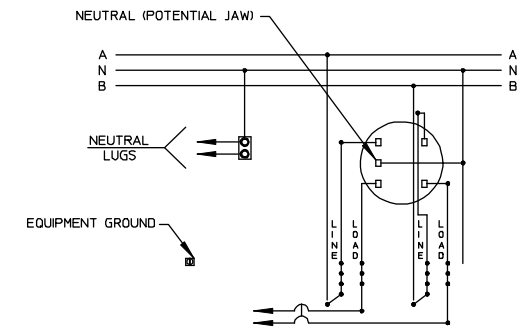 NEUTRAL (POTENTIAL JAW)
A A
N N
B B
NEUTRAL
LUGS
EQUIPMENT GROUND
LINE LOAD LINE LOAD